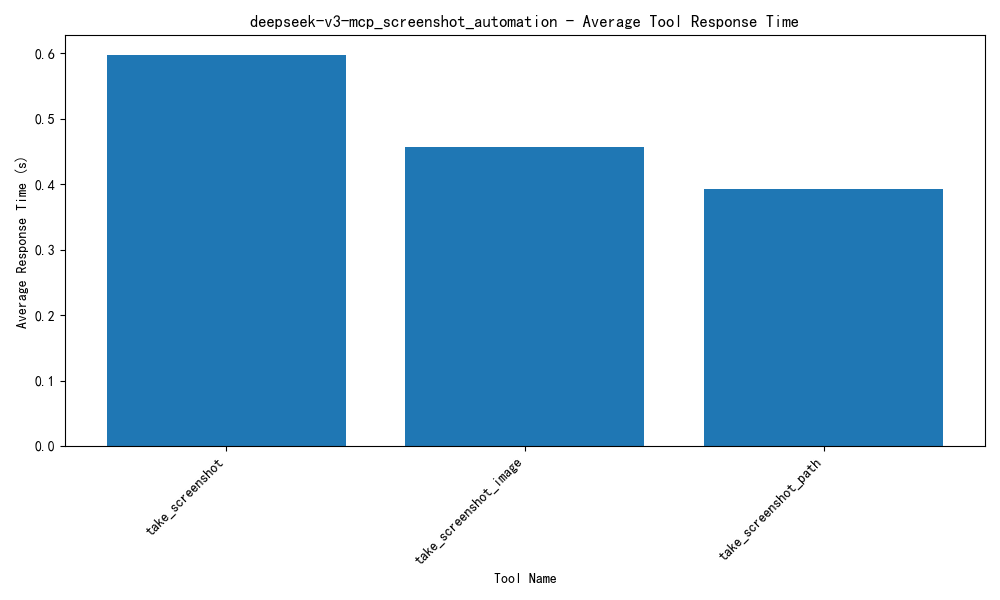 deepseek-v3-mcp_screenshot_automation - Average Tool Response Time
Average Response Time (s)
0.6
0.5
0.4
0.3
0.2
0.1
0.0
take_screenshot
take_screenshot_image
take_screenshot_path
Tool Name